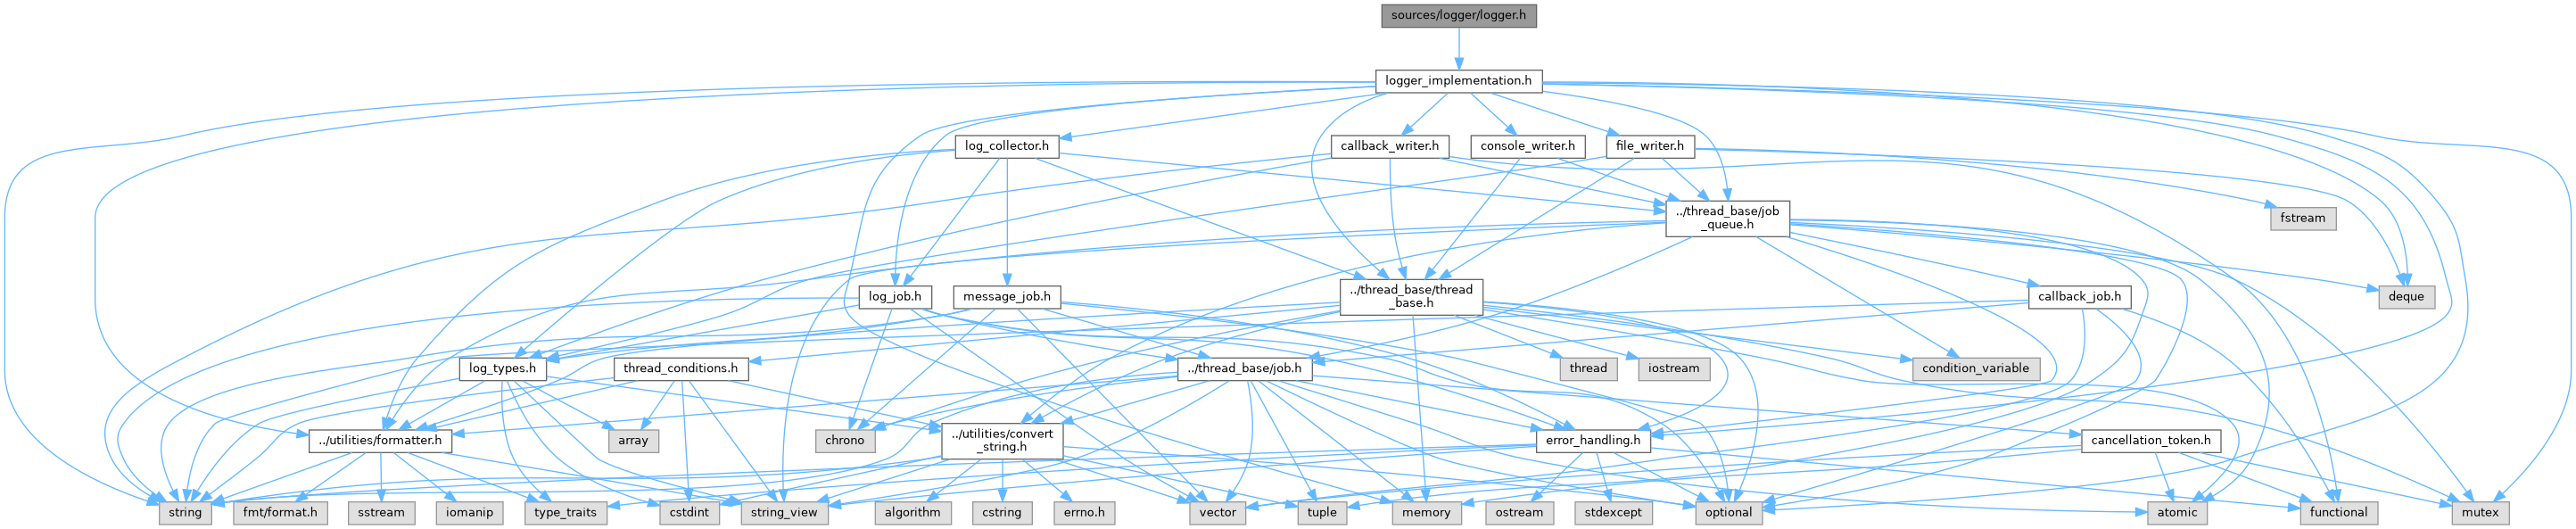 sources/logger/logger.h
logger_implementation.h
log_collector.h
callback_writer.h
console_writer.h
file_writer.h
../thread_base/job
_queue.h
fstream
log_job.h
message_job.h
../thread_base/thread
_base.h
callback_job.h
deque
log_types.h
thread_conditions.h
../thread_base/job.h
thread
iostream
condition_variable
../utilities/formatter.h
array
chrono
../utilities/convert
_string.h
error_handling.h
cancellation_token.h
string
fmt/format.h
sstream
iomanip
type_traits
cstdint
string_view
algorithm
cstring
errno.h
vector
tuple
memory
ostream
stdexcept
optional
atomic
functional
mutex